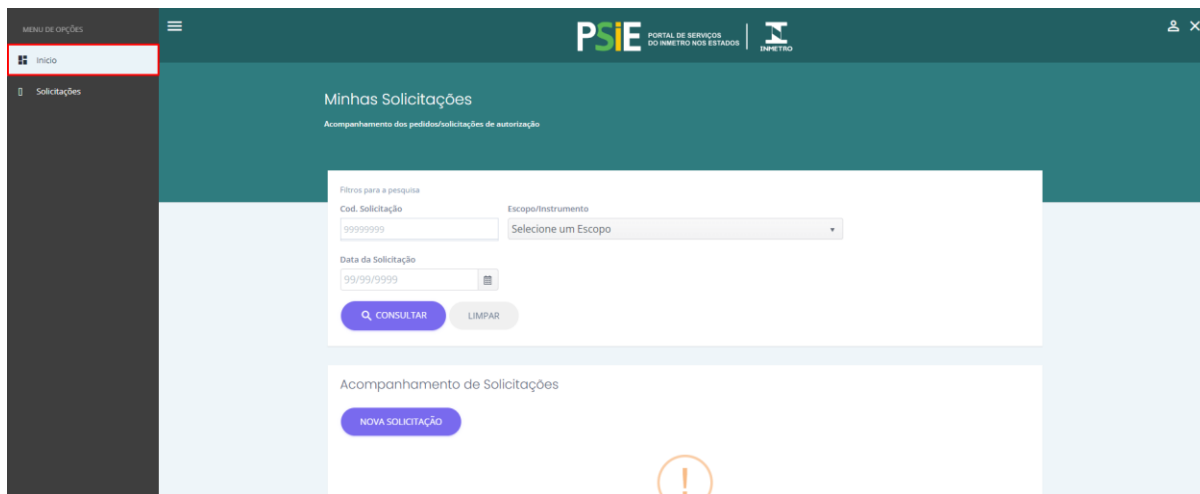 MENU DE OPÇÕES
Inicio
Solicitações
PSiE PORTAL DE SERVIÇOS
DO INMETRO NOS ESTADOS
INMETRO
Minhas Solicitações
Acompanhamento dos pedidos/solicitações de autorização
Filtros para a pesquisa
Cod. Solicitação Escopo/Instrumento
99999999 Selecione um Escopo
Data da Solicitação
99/99/9999
CONSULTAR LIMPAR
Acompanhamento de Solicitações
NOVA SOLICITAÇÃO
!